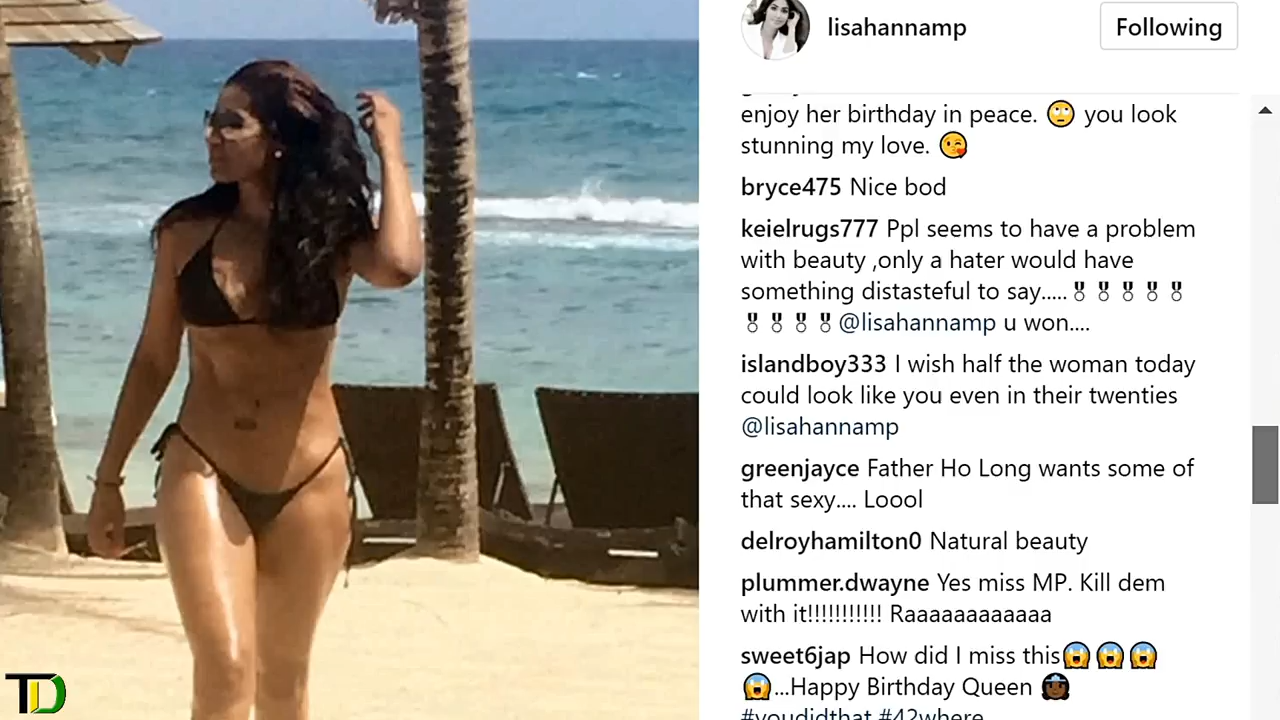 lisahannamp
Following
enjoy her birthday in peace. 🙄 you look
stunning my love. 😘
bryce475 Nice bod
keielrugs777 Ppl seems to have a problem
with beauty ,only a hater would have
something distasteful to say.....🎖🎖🎖🎖🎖
🎖🎖🎖🎖@lisahannamp u won....
islandboy333 I wish half the woman today
could look like you even in their twenties
@lisahannamp
greenjayce Father Ho Long wants some of
that sexy.... Loool
delroyhamilton0 Natural beauty
plummer.dwayne Yes miss MP. Kill dem
with it!!!!!!!!!!! Raaaaaaaaaaaa
sweet6jap How did I miss this😱😱😱
😱...Happy Birthday Queen 👸🏾
#youdidthat #42where
TD